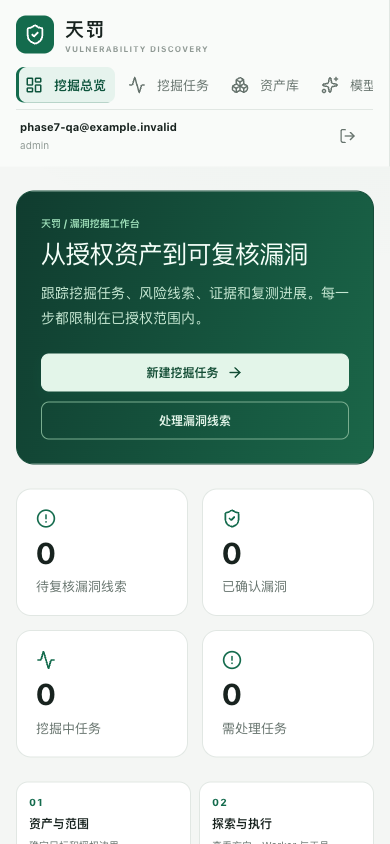 天罚
VULNERABILITY DISCOVERY
挖掘总览 挖掘任务 资产库 模型
phase7-qa@example.invalid
admin
天罚 / 漏洞挖掘工作台
从授权资产到可复核漏洞
跟踪挖掘任务、风险线索、证据和复测进展。每一
步都限制在已授权范围内。
新建挖掘任务
处理漏洞线索
0
待复核漏洞线索
0
已确认漏洞
0
挖掘中任务
0
需处理任务
01
资产与范围
02
探索与执行